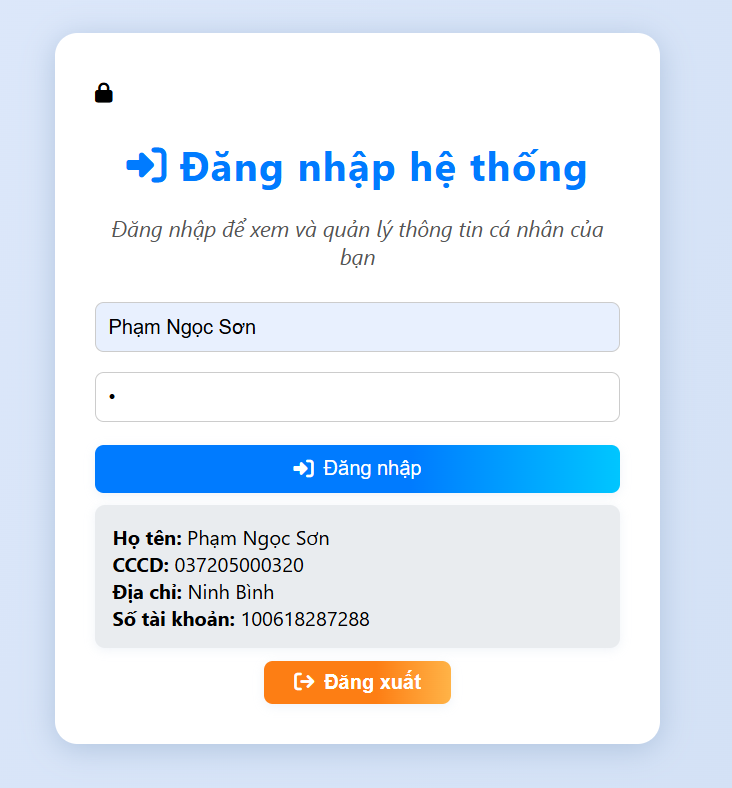 Đăng nhập hệ thống
Đăng nhập để xem và quản lý thông tin cá nhân của
bạn
Phạm Ngọc Sơn
•
Đăng nhập
Họ tên: Phạm Ngọc Sơn
CCCD: 037205000320
Địa chỉ: Ninh Bình
Số tài khoản: 100618287288
Đăng xuất